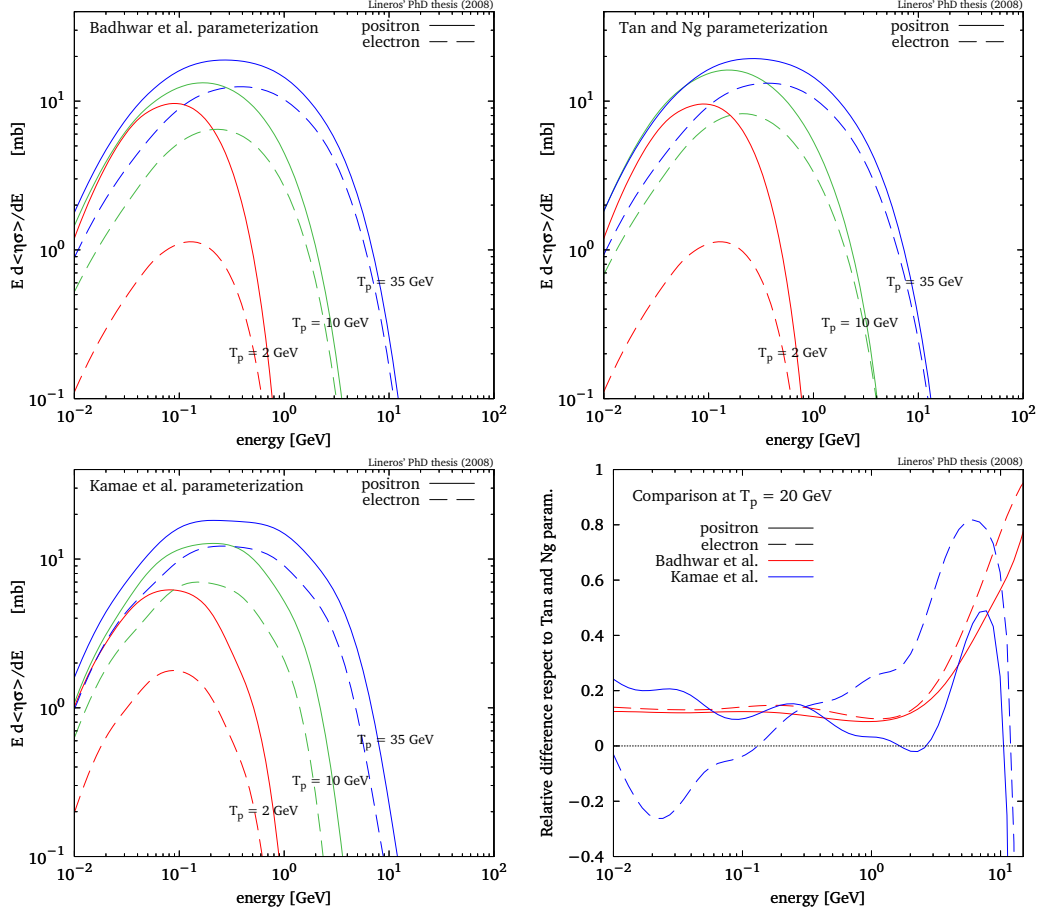 Lineros' PhD thesis (2008)
Badhwar et al. parameterization
positron
electron
E d<ησ>/dE [mb]
10¹
10⁰
10⁻¹
T_p = 35 GeV
T_p = 10 GeV
T_p = 2 GeV
10⁻² 10⁻¹ 10⁰ 10¹ 10²
energy [GeV]
Lineros' PhD thesis (2008)
Tan and Ng parameterization
positron
electron
E d<ησ>/dE [mb]
10¹
10⁰
10⁻¹
T_p = 35 GeV
T_p = 10 GeV
T_p = 2 GeV
10⁻² 10⁻¹ 10⁰ 10¹ 10²
energy [GeV]
Lineros' PhD thesis (2008)
Kamae et al. parameterization
positron
electron
E d<ησ>/dE [mb]
10¹
10⁰
10⁻¹
T_p = 35 GeV
T_p = 10 GeV
T_p = 2 GeV
10⁻² 10⁻¹ 10⁰ 10¹ 10²
energy [GeV]
Lineros' PhD thesis (2008)
Comparison at T_p = 20 GeV
positron
electron
Badhwar et al.
Kamae et al.
Relative difference respect to Tan and Ng param.
1
0.8
0.6
0.4
0.2
0
−0.2
−0.4
10⁻² 10⁻¹ 10⁰ 10¹
energy [GeV]